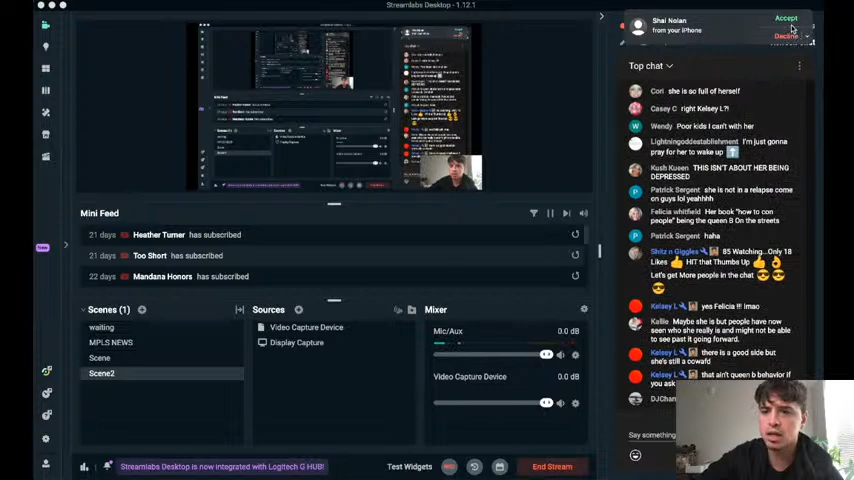 Streamlabs Desktop - 1.12.1
Shai Nolan
from your iPhone
Accept
Decline
Top chat
Cori she is so full of herself
Casey C right Kelsey L?!
Wendy Poor kids I can't with her
Lightningoddestablishment I'm just gonna
pray for her to wake up
Kush Kueen THIS ISN'T ABOUT HER BEING
DEPRESSED
Patrick Sergent she is not in a relapse come
on guys lol yeahhhh
Felicia whitfield Her book "how to con
people" being the queen B On the streets
Patrick Sergent haha
Shitz n Giggles 85 Watching...Only 18
Likes HIT that Thumbs Up
Let's get More people in the chat
Kelsey L yes Felicia !!! lmao
Kallie Maybe she is but people have now
seen who she really is and might not be able
to see past it going forward.
Kelsey L there is a good side but
she's still a cowafd
Kelsey L that ain't queen b behavior if
you ask
DJCham
Say something
Mini Feed
21 days Heather Turner has subscribed
21 days Too Short has subscribed
22 days Mandana Honors has subscribed
New
Scenes (1)
waiting
MPLS NEWS
Scene
Scene2
Sources
Video Capture Device
Display Capture
Mixer
Mic/Aux 0.0 dB
Video Capture Device 0.0 dB
Streamlabs Desktop is now integrated with Logitech G HUB!
Test Widgets
REC
End Stream